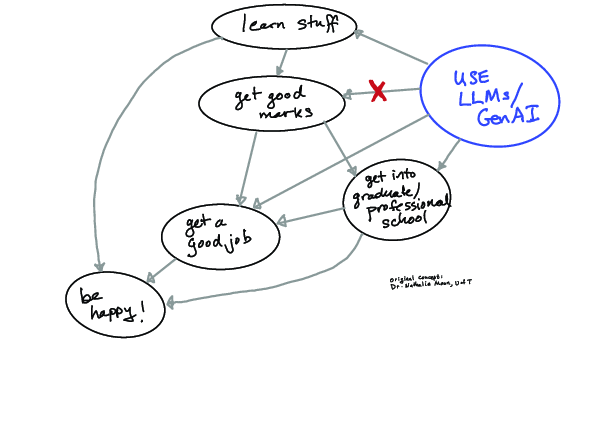 learn stuff
get good
marks
USE
LLMs/
GenAI
X
get into
graduate/
professional
school
get a
good job
be
happy!
original concept:
Dr. Nathalie Moon, UofT